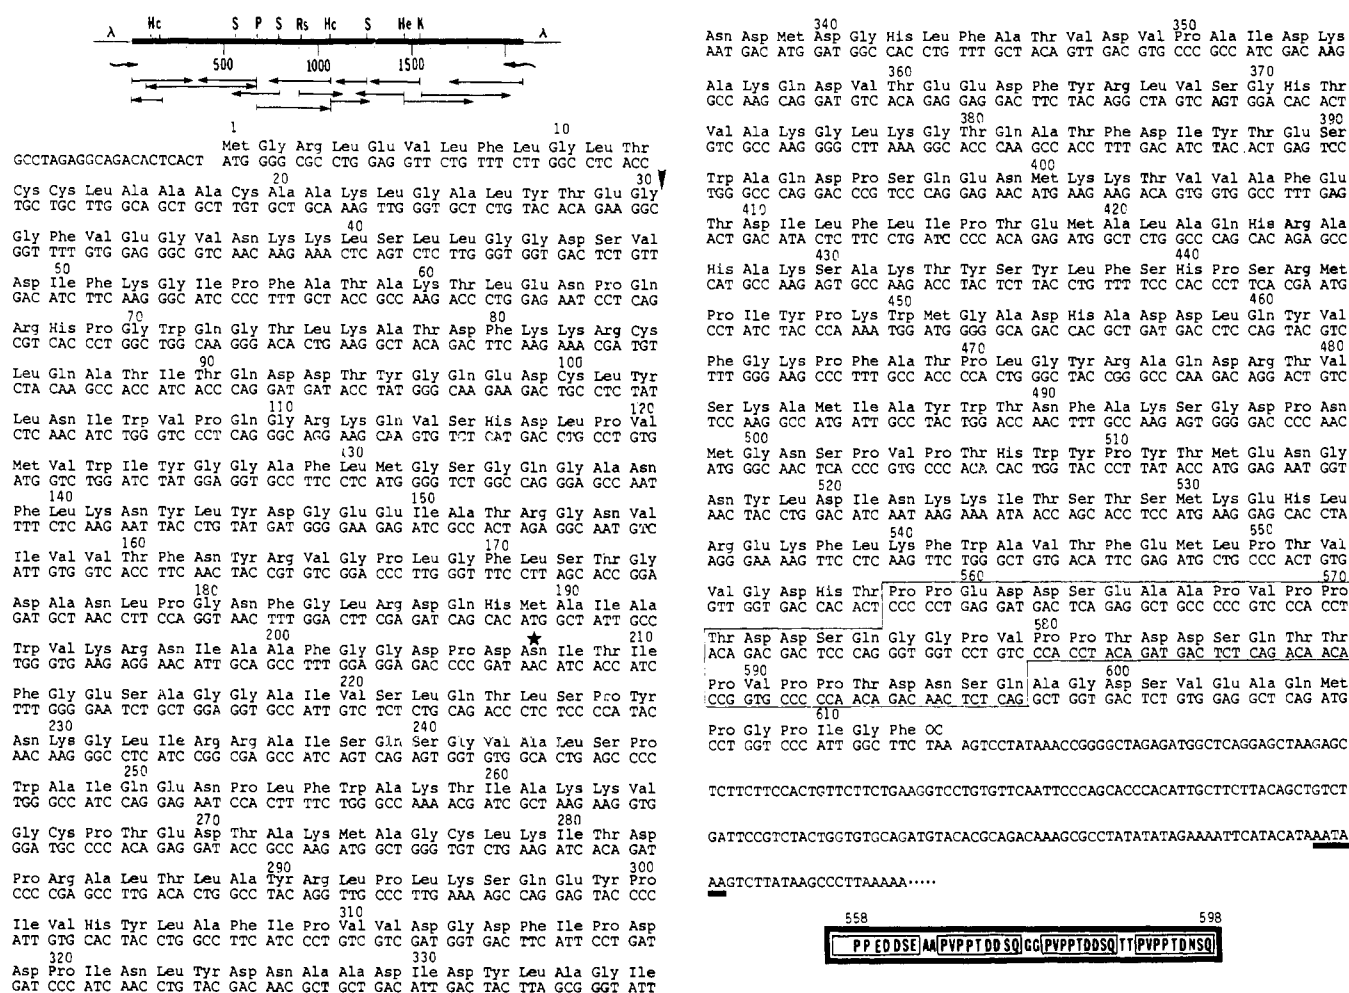 Hc S P S Rs Hc S He K
λ λ
500 1000 1500
1 10
Met Gly Arg Leu Glu Val Leu Phe Leu Gly Leu Thr
GCCTAGAGGCAGACACTCACT ATG GGG CGC CTG GAG GTT CTG TTT CTT GGC CTC ACC
20 30
Cys Cys Leu Ala Ala Ala Cys Ala Ala Lys Leu Gly Ala Leu Tyr Thr Glu Gly
TGC TGC TTG GCA GCT GCT TGT GCT GCA AAG TTG GGT GCT CTG TAC ACA GAA GGC
40
Gly Phe Val Glu Gly Val Asn Lys Lys Leu Ser Leu Leu Gly Gly Asp Ser Val
GGT TTT GTG GAG GGC GTC AAC AAG AAA CTC AGT CTC TTG GGT GGT GAC TCT GTT
50 60
Asp Ile Phe Lys Gly Ile Pro Phe Ala Thr Ala Lys Thr Leu Glu Asn Pro Gln
GAC ATC TTC AAG GGC ATC CCC TTT GCT ACC GCC AAG ACC CTG GAG AAT CCT CAG
70 80
Arg His Pro Gly Trp Gln Gly Thr Leu Lys Ala Thr Asp Phe Lys Lys Arg Cys
CGT CAC CCT GGC TGG CAA GGG ACA CTG AAG GCT ACA GAC TTC AAG AAA CGA TGT
90 100
Leu Gln Ala Thr Ile Thr Gln Asp Asp Thr Tyr Gly Gln Glu Asp Cys Leu Tyr
CTA CAA GCC ACC ATC ACC CAG GAT GAT ACC TAT GGG CAA GAA GAC TGC CTC TAT
110 120
Leu Asn Ile Trp Val Pro Gln Gly Arg Lys Gln Val Ser His Asp Leu Pro Val
CTC AAC ATC TGG GTC CCT CAG GGC AGG AAG CAA GTG TCT CAT GAC CTG CCT GTG
130
Met Val Trp Ile Tyr Gly Gly Ala Phe Leu Met Gly Ser Gly Gln Gly Ala Asn
ATG GTC TGG ATC TAT GGA GGT GCC TTC CTC ATG GGG TCT GGC CAG GGA GCC AAT
140 150
Phe Leu Lys Asn Tyr Leu Tyr Asp Gly Glu Glu Ile Ala Thr Arg Gly Asn Val
TTT CTC AAG AAT TAC CTG TAT GAT GGG GAA GAG ATC GCC ACT AGA GGC AAT GTC
160 170
Ile Val Val Thr Phe Asn Tyr Arg Val Gly Pro Leu Gly Phe Leu Ser Thr Gly
ATT GTG GTC ACC TTC AAC TAC CGT GTC GGA CCC TTG GGT TTC CTT AGC ACC GGA
180 190
Asp Ala Asn Leu Pro Gly Asn Phe Gly Leu Arg Asp Gln His Met Ala Ile Ala
GAT GCT AAC CTT CCA GGT AAC TTT GGA CTT CGA GAT CAG CAC ATG GCT ATT GCC
200 ★ 210
Trp Val Lys Arg Asn Ile Ala Ala Phe Gly Gly Asp Pro Asp Asn Ile Thr Ile
TGG GTG AAG AGG AAC ATT GCA GCC TTT GGA GGA GAC CCC GAT AAC ATC ACC ATC
220
Phe Gly Glu Ser Ala Gly Gly Ala Ile Val Ser Leu Gln Thr Leu Ser Pro Tyr
TTT GGG GAA TCT GCT GGA GGT GCC ATT GTC TCT CTG CAG ACC CTC TCC CCA TAC
230 240
Asn Lys Gly Leu Ile Arg Arg Ala Ile Ser Gln Ser Gly Val Ala Leu Ser Pro
AAC AAG GGC CTC ATC CGG CGA GCC ATC AGT CAG AGT GGT GTG GCA CTG AGC CCC
250 260
Trp Ala Ile Gln Glu Asn Pro Leu Phe Trp Ala Lys Thr Ile Ala Lys Lys Val
TGG GCC ATC CAG GAG AAT CCA CTT TTC TGG GCC AAA ACG ATC GCT AAG AAG GTG
270 280
Gly Cys Pro Thr Glu Asp Thr Ala Lys Met Ala Gly Cys Leu Lys Ile Thr Asp
GGA TGC CCC ACA GAG GAT ACC GCC AAG ATG GCT GGG TGT CTG AAG ATC ACA GAT
290 300
Pro Arg Ala Leu Thr Leu Ala Tyr Arg Leu Pro Leu Lys Ser Gln Glu Tyr Pro
CCC CGA GCC TTG ACA CTG GCC TAC AGG TTG CCC TTG AAA AGC CAG GAG TAC CCC
310
Ile Val His Tyr Leu Ala Phe Ile Pro Val Val Asp Gly Asp Phe Ile Pro Asp
ATT GTG CAC TAC CTG GCC TTC ATC CCT GTC GTC GAT GGT GAC TTC ATT CCT GAT
320 330
Asp Pro Ile Asn Leu Tyr Asp Asn Ala Ala Asp Ile Asp Tyr Leu Ala Gly Ile
GAT CCC ATC AAC CTG TAC GAC AAC GCT GCT GAC ATT GAC TAC TTA GCG GGT ATT
340 350
Asn Asp Met Asp Gly His Leu Phe Ala Thr Val Asp Val Pro Ala Ile Asp Lys
AAT GAC ATG GAT GGC CAC CTG TTT GCT ACA GTT GAC GTG CCC GCC ATC GAC AAG
360 370
Ala Lys Gln Asp Val Thr Glu Glu Asp Phe Tyr Arg Leu Val Ser Gly His Thr
GCC AAG CAG GAT GTC ACA GAG GAG GAC TTC TAC AGG CTA GTC AGT GGA CAC ACT
380 390
Val Ala Lys Gly Leu Lys Gly Thr Gln Ala Thr Phe Asp Ile Tyr Thr Glu Ser
GTC GCC AAG GGG CTT AAA GGC ACC CAA GCC ACC TTT GAC ATC TAC ACT GAG TCC
400
Trp Ala Gln Asp Pro Ser Gln Glu Asn Met Lys Lys Thr Val Val Ala Phe Glu
TGG GCC CAG GAC CCG TCC CAG GAG AAC ATG AAG AAG ACA GTG GTG GCC TTT GAG
410 420
Thr Asp Ile Leu Phe Leu Ile Pro Thr Glu Met Ala Leu Ala Gln His Arg Ala
ACT GAC ATA CTC TTC CTG ATC CCC ACA GAG ATG GCT CTG GCC CAG CAC AGA GCC
430 440
His Ala Lys Ser Ala Lys Thr Tyr Ser Tyr Leu Phe Ser His Pro Ser Arg Met
CAT GCC AAG AGT GCC AAG ACC TAC TCT TAC CTG TTT TCC CAC CCC TCA CGA ATG
450 460
Pro Ile Tyr Pro Lys Trp Met Gly Ala Asp His Ala Asp Asp Leu Gln Tyr Val
CCT ATC TAC CCA AAA TGG ATG GGG GCA GAC CAC GCT GAT GAC CTC CAG TAC GTC
470 480
Phe Gly Lys Pro Phe Ala Thr Pro Leu Gly Tyr Arg Ala Gln Asp Arg Thr Val
TTT GGG AAG CCC TTT GCC ACC CCA CTG GGC TAC CGG GCC CAA GAC AGG ACT GTC
490
Ser Lys Ala Met Ile Ala Tyr Trp Thr Asn Phe Ala Lys Ser Gly Asp Pro Asn
TCC AAG GCC ATG ATT GCC TAC TGG ACC AAC TTT GCC AAG AGT GGG GAC CCC AAC
500 510
Met Gly Asn Ser Pro Val Pro Thr His Trp Tyr Pro Tyr Thr Met Glu Asn Gly
ATG GGC AAC TCA CCC GTG CCC ACA CAC TGG TAC CCT TAT ACC ATG GAG AAT GGT
520 530
Asn Tyr Leu Asp Ile Asn Lys Lys Ile Thr Ser Thr Ser Met Lys Glu His Leu
AAC TAC CTG GAC ATC AAT AAG AAA ATA ACC AGC ACC TCC ATG AAG GAG CAC CTA
540 550
Arg Glu Lys Phe Leu Lys Phe Trp Ala Val Thr Phe Glu Met Leu Pro Thr Val
AGG GAA AAG TTC CTC AAG TTC TGG GCT GTG ACA TTC GAG ATG CTG CCC ACT GTG
560 570
Val Gly Asp His Thr Pro Pro Glu Asp Asp Ser Glu Ala Ala Pro Val Pro Pro
GTT GGT GAC CAC ACT CCC CCT GAG GAT GAC TCA GAG GCT GCC CCC GTC CCA CCT
580
Thr Asp Asp Ser Gln Gly Gly Pro Val Pro Pro Thr Asp Asp Ser Gln Thr Thr
ACA GAC GAC TCC CAG GGT GGT CCT GTC CCA CCT ACA GAT GAC TCT CAG ACA ACA
590 600
Pro Val Pro Pro Thr Asp Asn Ser Gln Ala Gly Asp Ser Val Glu Ala Gln Met
CCG GTG CCC CCA ACA GAC AAC TCT CAG GCT GGT GAC TCT GTG GAG GCT CAG ATG
610
Pro Gly Pro Ile Gly Phe OC
CCT GGT CCC ATT GGC TTC TAA AGTCCTATAAACCGGGGCTAGAGATGGCTCAGGAGCTAAGAGC
TCTTCTTCCACTGTTCTTCTGAAGGTCCTGTGTTCAATTCCCAGCACCCACATTGCTTCTTACAGCTGTCT
GATTCCGTCTACTGGTGTGCAGATGTACACGCAGACAAAGCGCCTATATATAGAAAATTCATACATAAATA
AAGTCTTATAAGCCCTTAAAAA·····
558 598
PPEDDSE AA PVPPTDDSQ GG PVPPTDDSQ TT PVPPTDNSQ